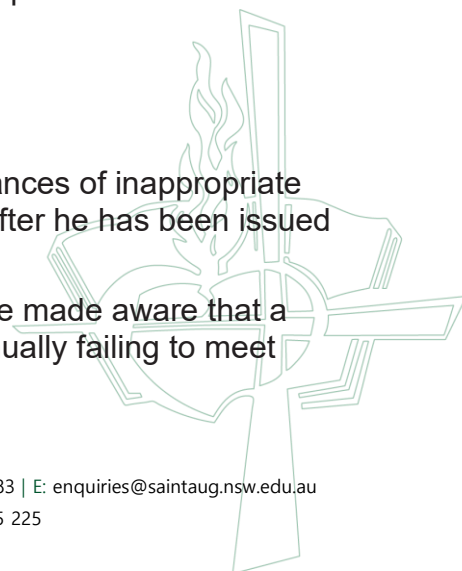 ances of inappropriate
fter he has been issued
e made aware that a
ually failing to meet
33 | E: enquiries@saintaug.nsw.edu.au
5 225